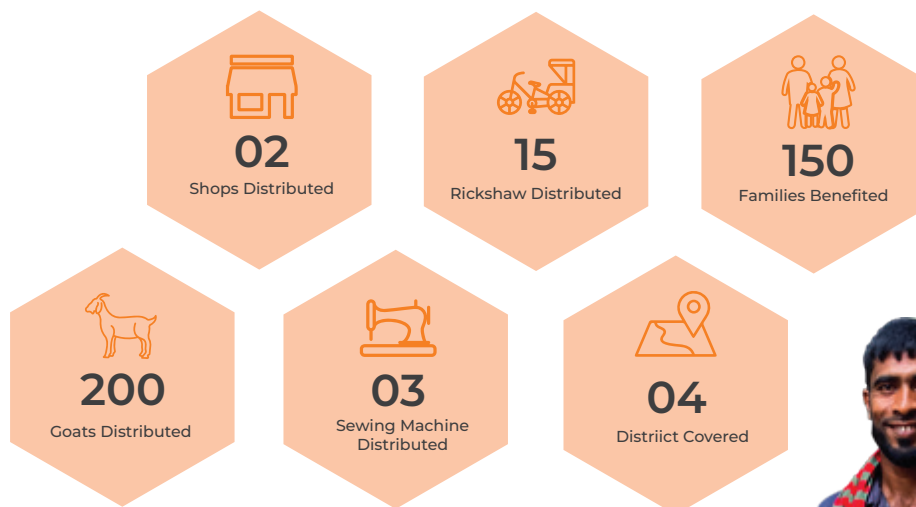 02
Shops Distributed
15
Rickshaw Distributed
150
Families Benefited
200
Goats Distributed
03
Sewing Machine
Distributed
04
Distriict Covered